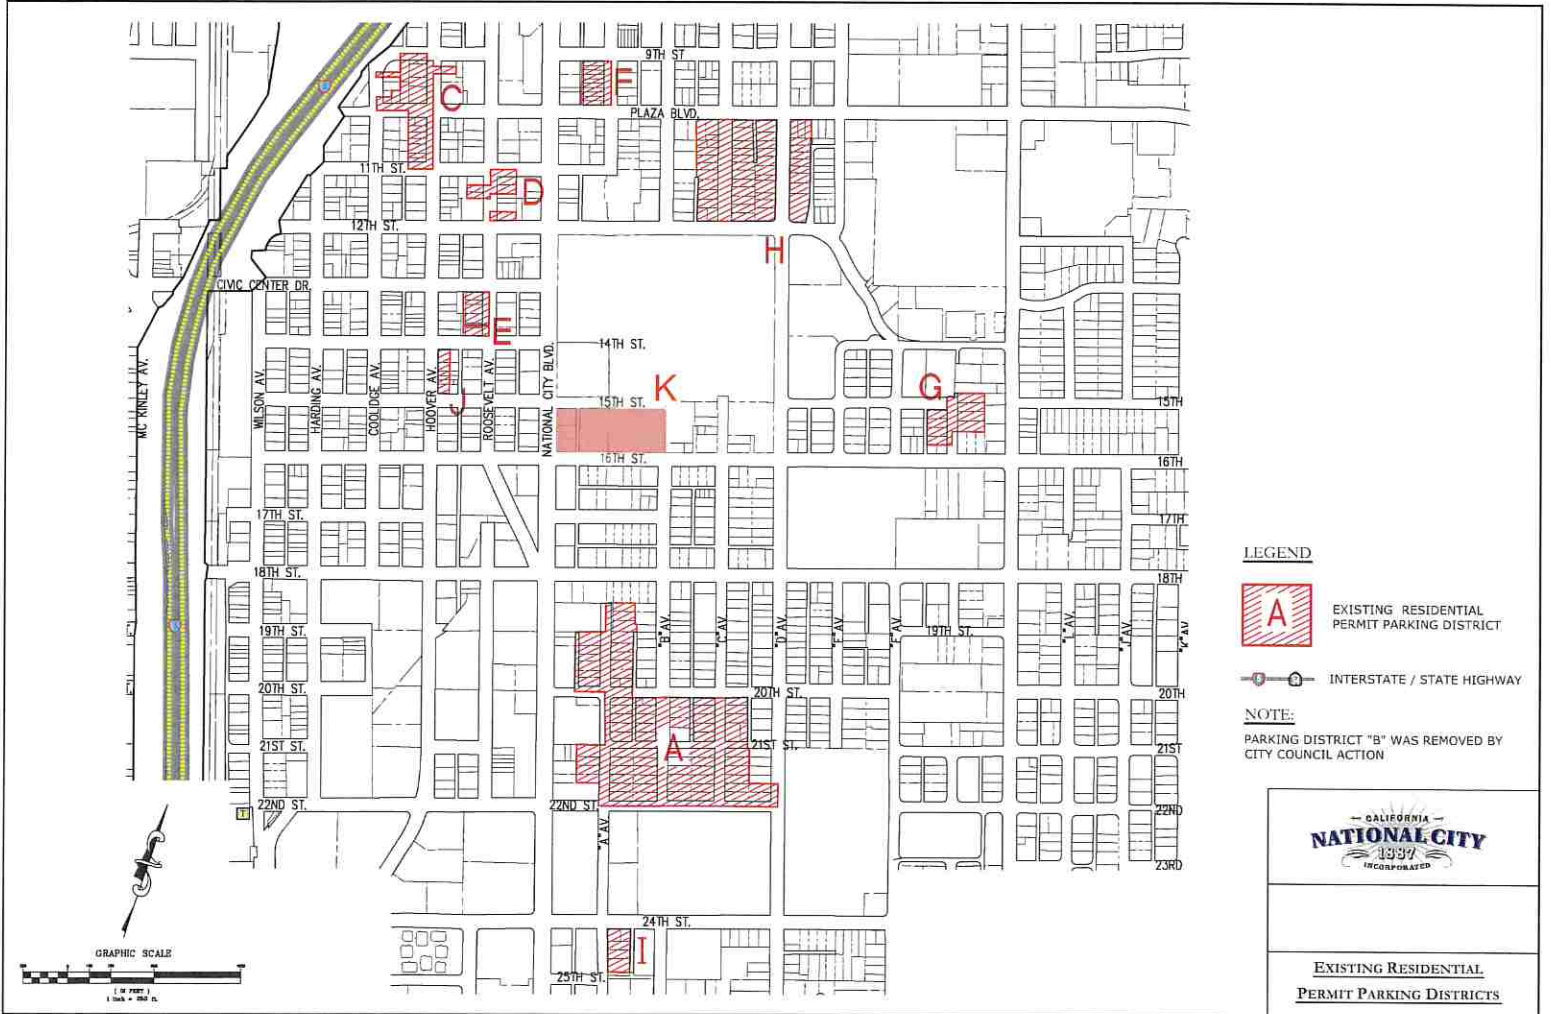 9TH ST
F
C
PLAZA BLVD.
11TH ST.
D
12TH ST.
H
CIVIC CENTER DR.
E
14TH ST.
MC KINLEY AV.
WILSON AV.
HARDING AV.
COOLIDGE AV.
HOOVER AV.
ROOSEVELT AV.
NATIONAL CITY BLVD.
J
K
G
15TH ST.
15TH
16TH ST.
16TH
17TH ST.
17TH
18TH ST.
18TH
19TH ST.
"B" AV.
"C" AV.
"D" AV.
"E" AV.
"F" AV.
19TH ST.
"L" AV.
"J" AV.
"K" AV.
20TH ST.
20TH ST.
20TH
21ST ST.
A
21ST ST.
21ST
22ND ST.
22ND ST.
22ND
T
"A" AV.
23RD
24TH ST.
I
25TH ST.
GRAPHIC SCALE
( IN FEET )
LEGEND
A
EXISTING RESIDENTIAL
PERMIT PARKING DISTRICT
INTERSTATE / STATE HIGHWAY
NOTE:
PARKING DISTRICT "B" WAS REMOVED BY
CITY COUNCIL ACTION
CALIFORNIA
NATIONAL CITY
1887
INCORPORATED
EXISTING RESIDENTIAL
PERMIT PARKING DISTRICTS